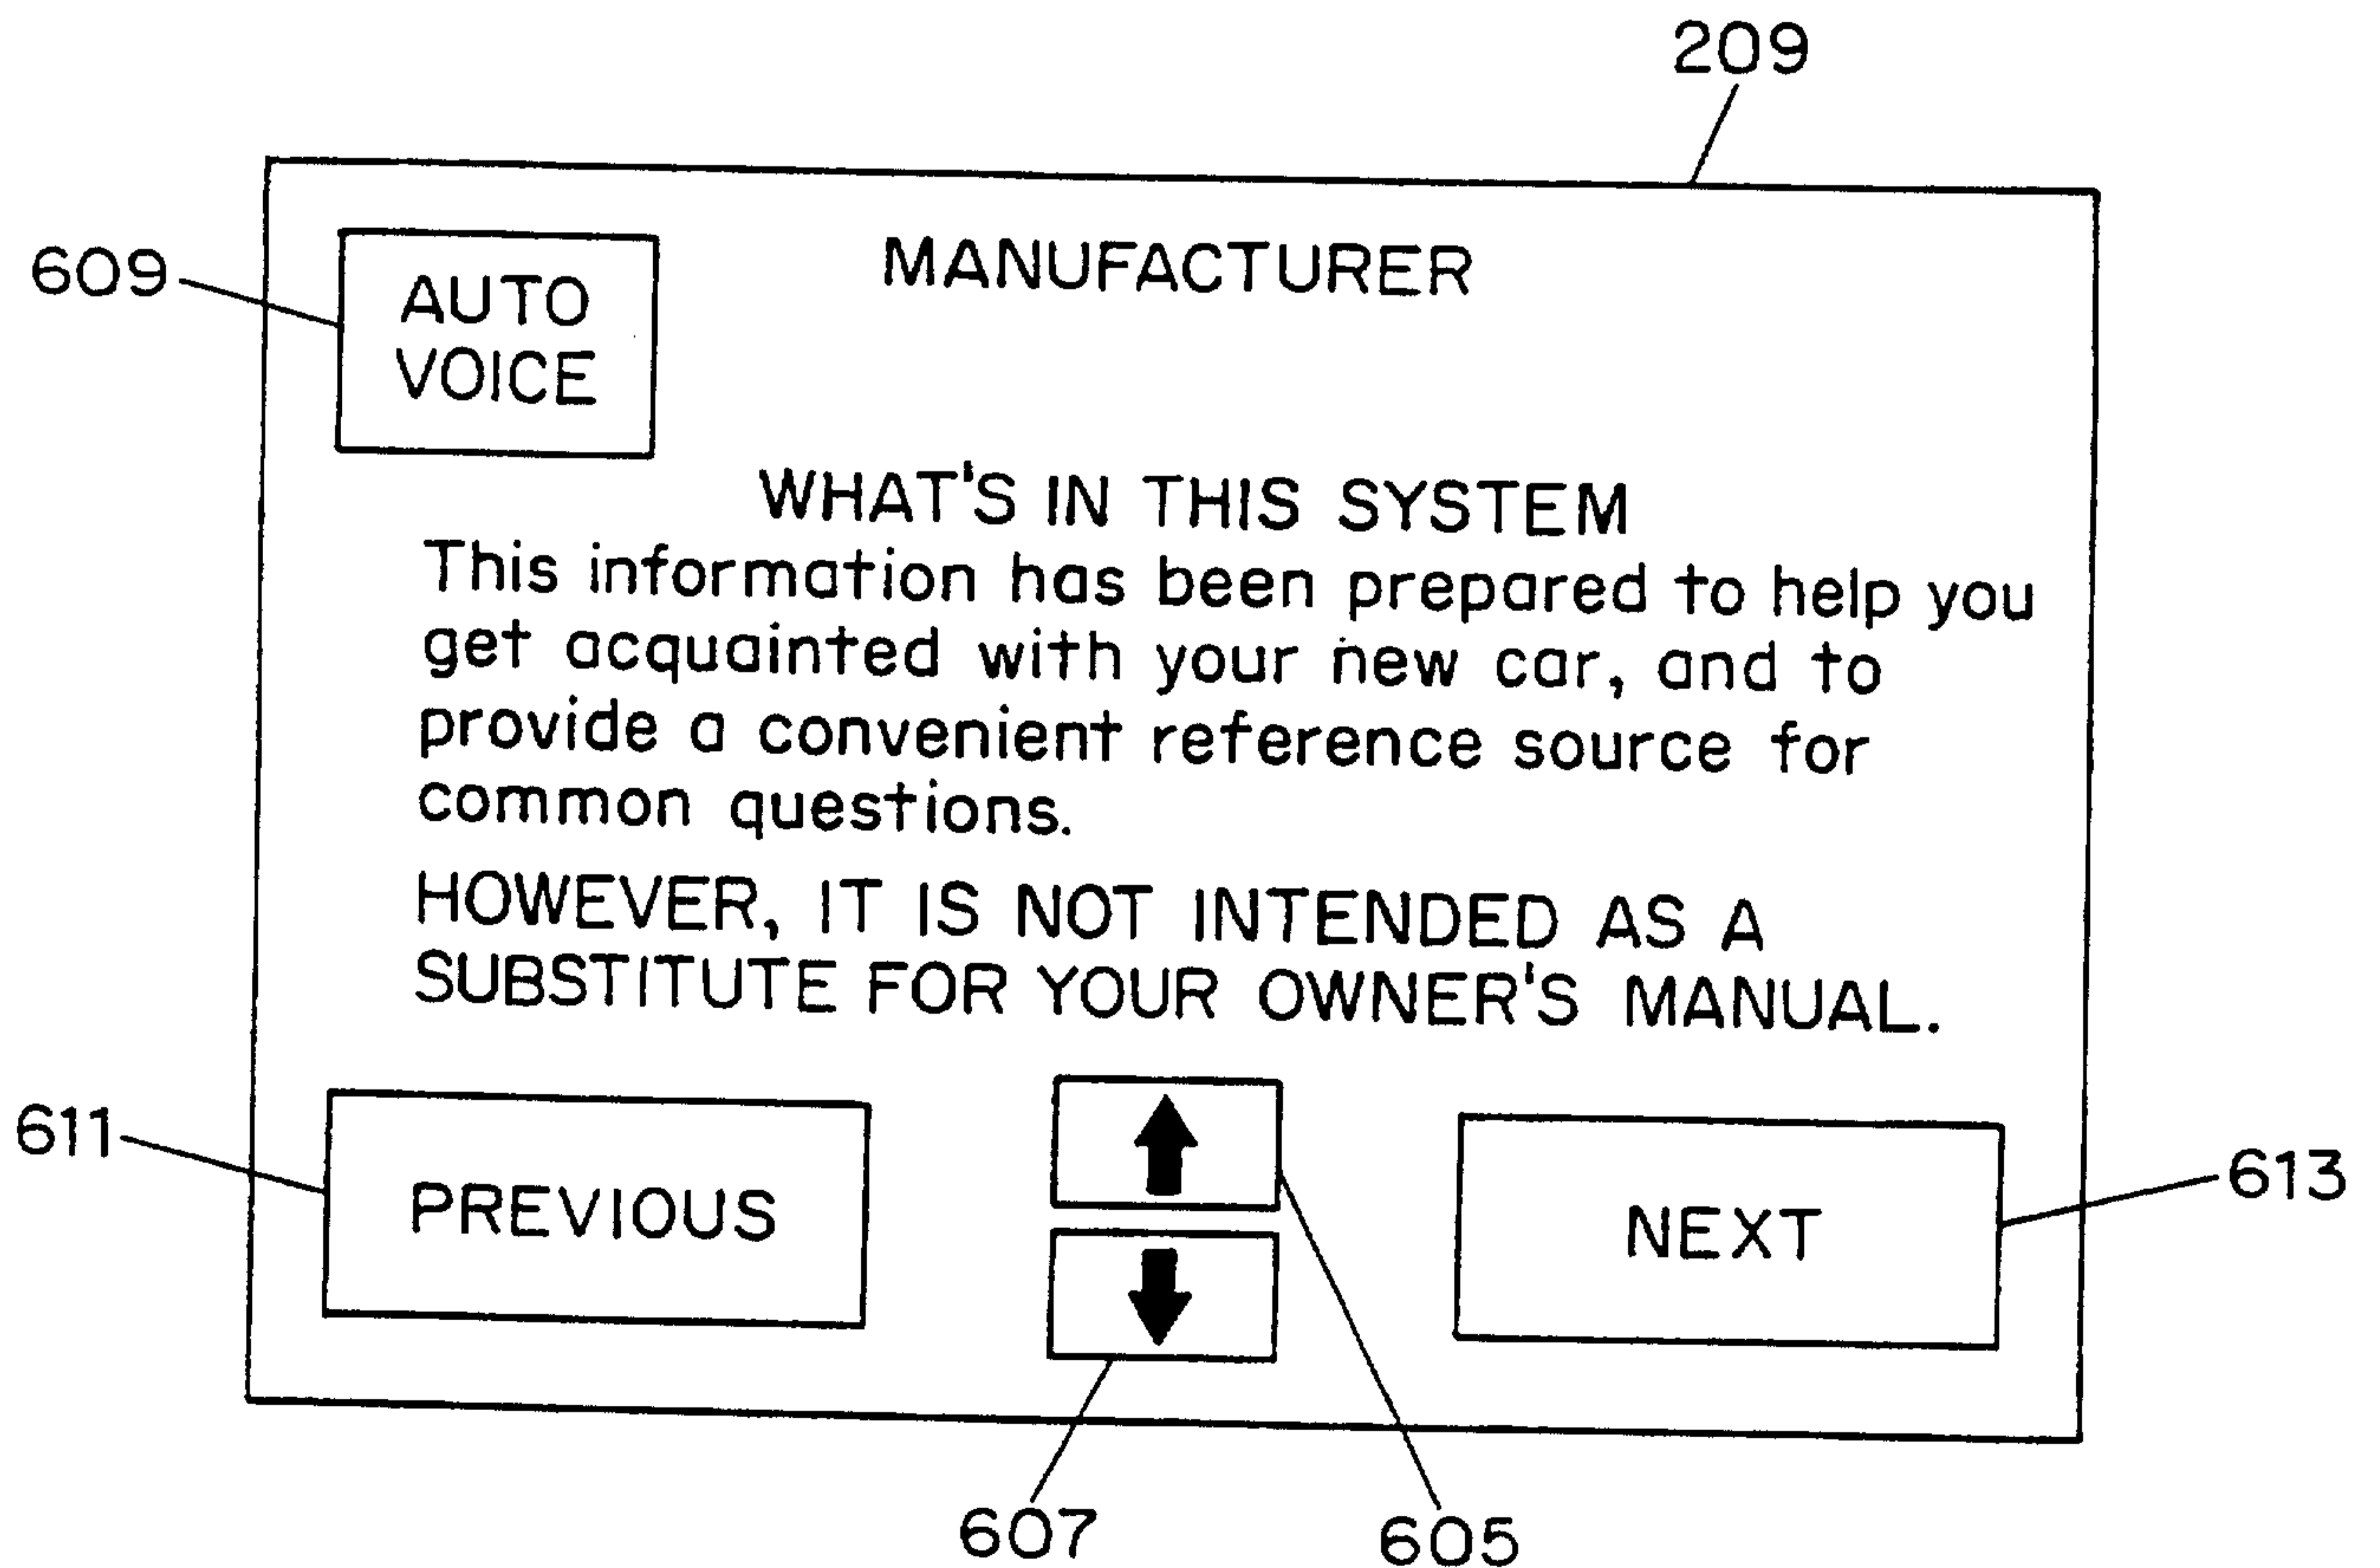 209
609
AUTO
VOICE
MANUFACTURER
WHAT'S IN THIS SYSTEM
This information has been prepared to help you
get acquainted with your new car, and to
provide a convenient reference source for
common questions.
HOWEVER, IT IS NOT INTENDED AS A
SUBSTITUTE FOR YOUR OWNER'S MANUAL.
611
PREVIOUS
NEXT
613
607
605